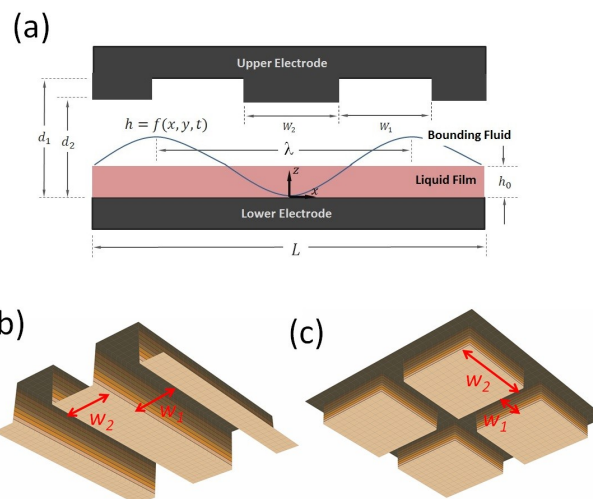 (a)
Upper Electrode
d₁
d₂
W₂
W₁
h = f(x, y, t)
λ
Bounding Fluid
z
x
Liquid Film
h₀
Lower Electrode
L
b)
(c)
w₂
w₁
w₂
w₁